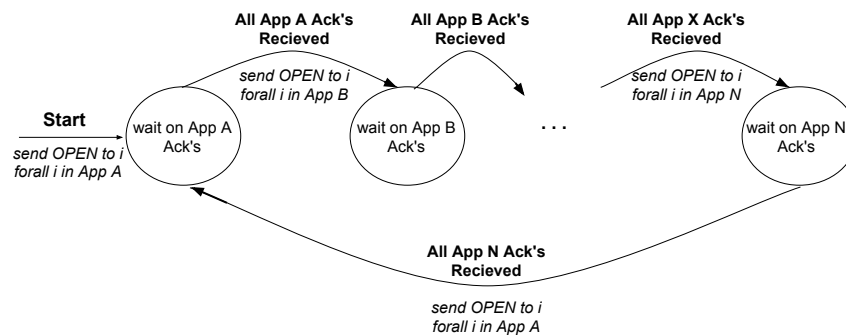 All App A Ack's
Recieved
send OPEN to i
forall i in App B
All App B Ack's
Recieved
All App X Ack's
Recieved
send OPEN to i
forall i in App N
Start
send OPEN to i
forall i in App A
wait on App A
Ack's
wait on App B
Ack's
. . .
wait on App N
Ack's
All App N Ack's
Recieved
send OPEN to i
forall i in App A